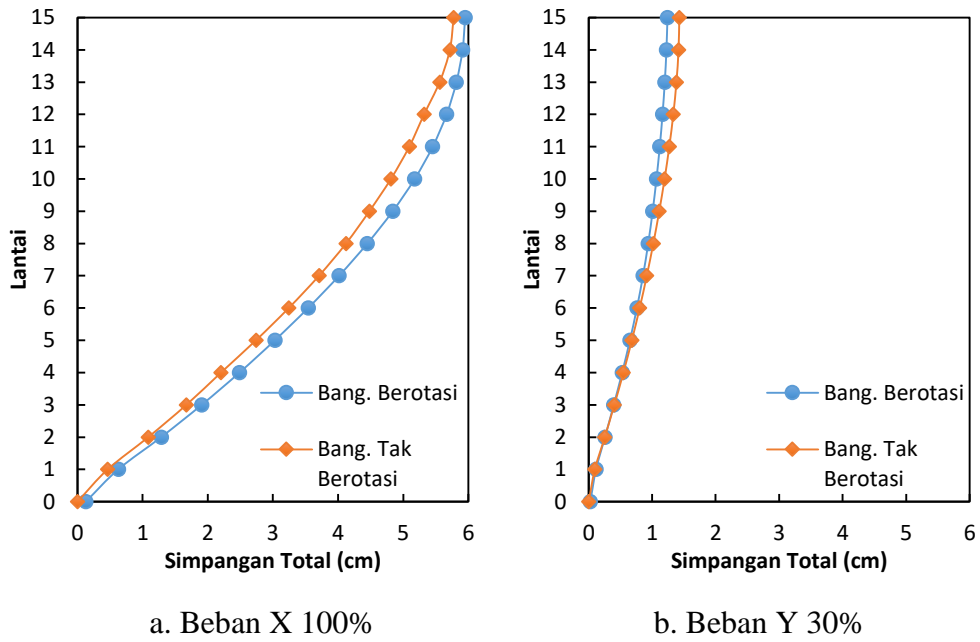 15
14
13
12
11
10
9
8
7
6
5
4
3
2
1
0
Lantai
0 1 2 3 4 5 6
Simpangan Total (cm)
Bang. Berotasi
Bang. Tak
Berotasi
a. Beban X 100%
15
14
13
12
11
10
9
8
7
6
5
4
3
2
1
0
Lantai
0 1 2 3 4 5 6
Simpangan Total (cm)
Bang. Berotasi
Bang. Tak
Berotasi
b. Beban Y 30%